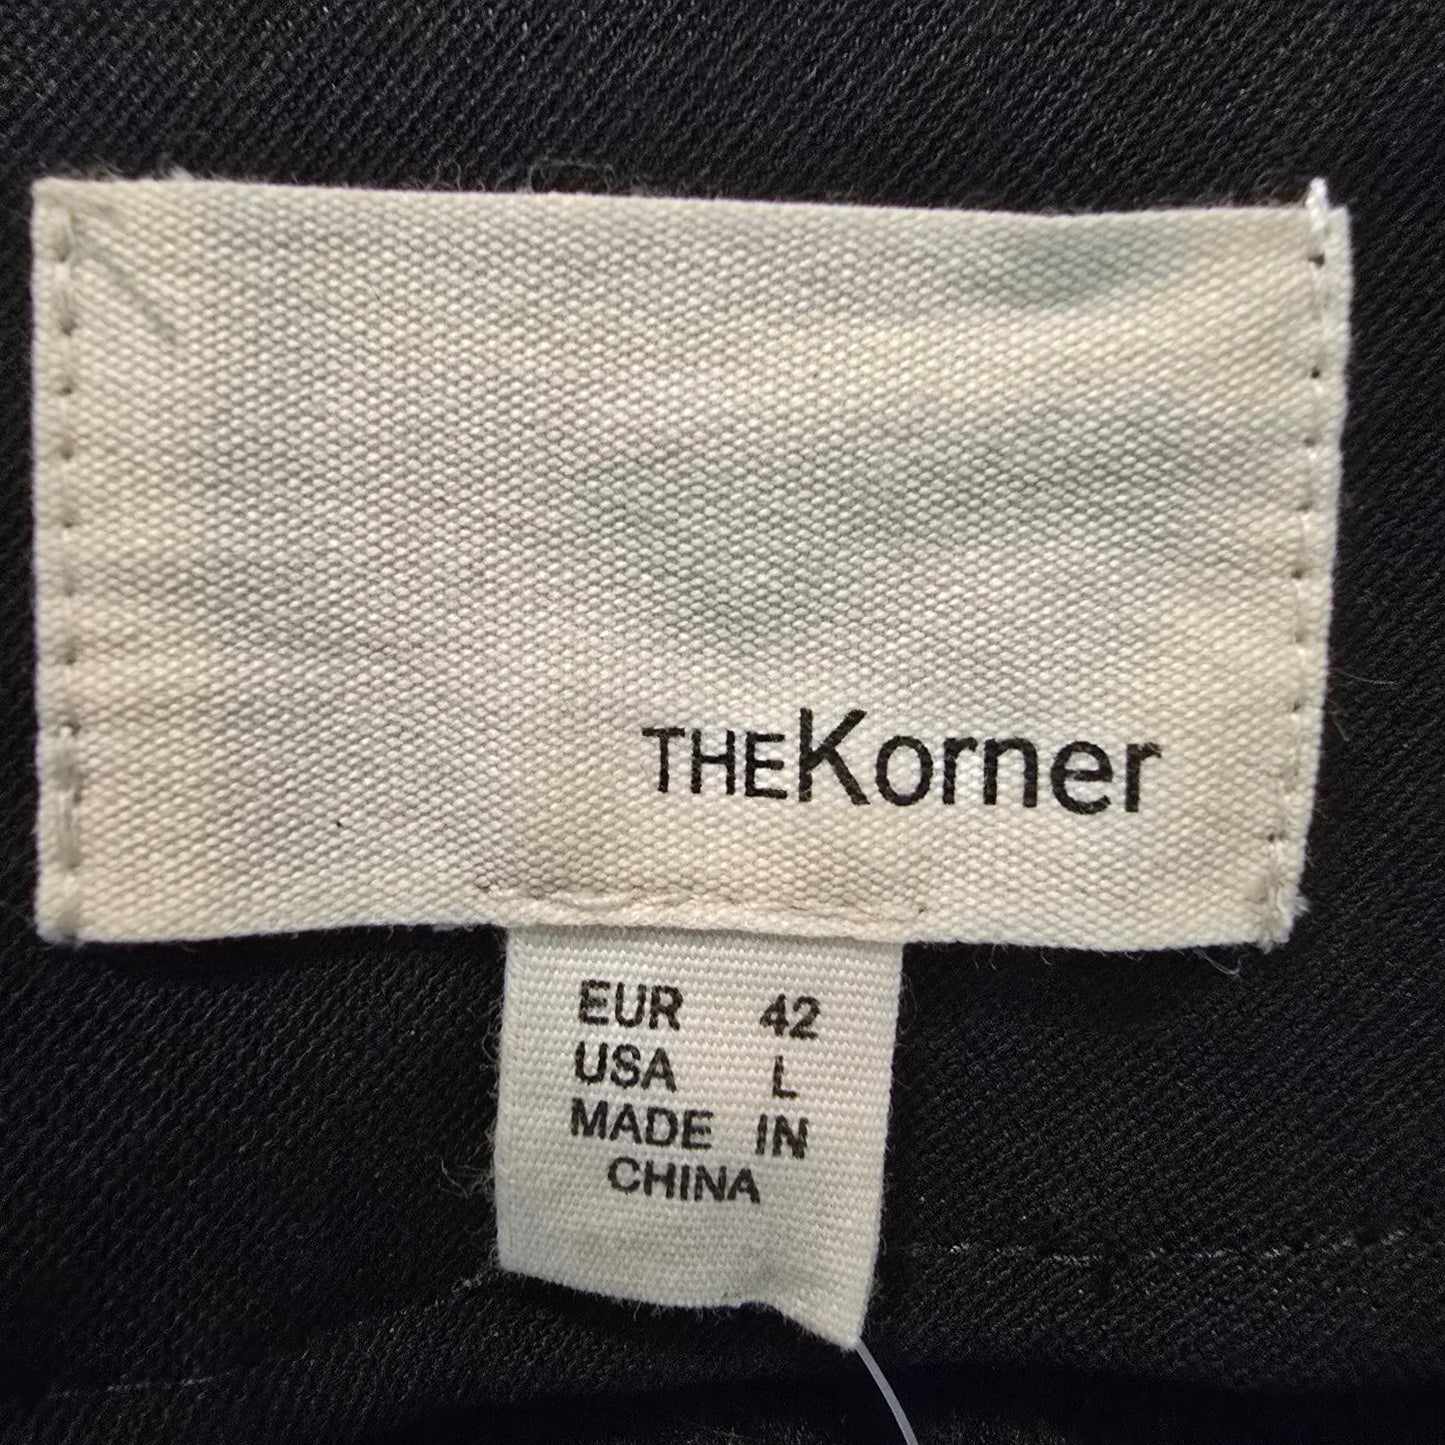 THEKorner
EUR 42
USA L
MADE IN
CHINA